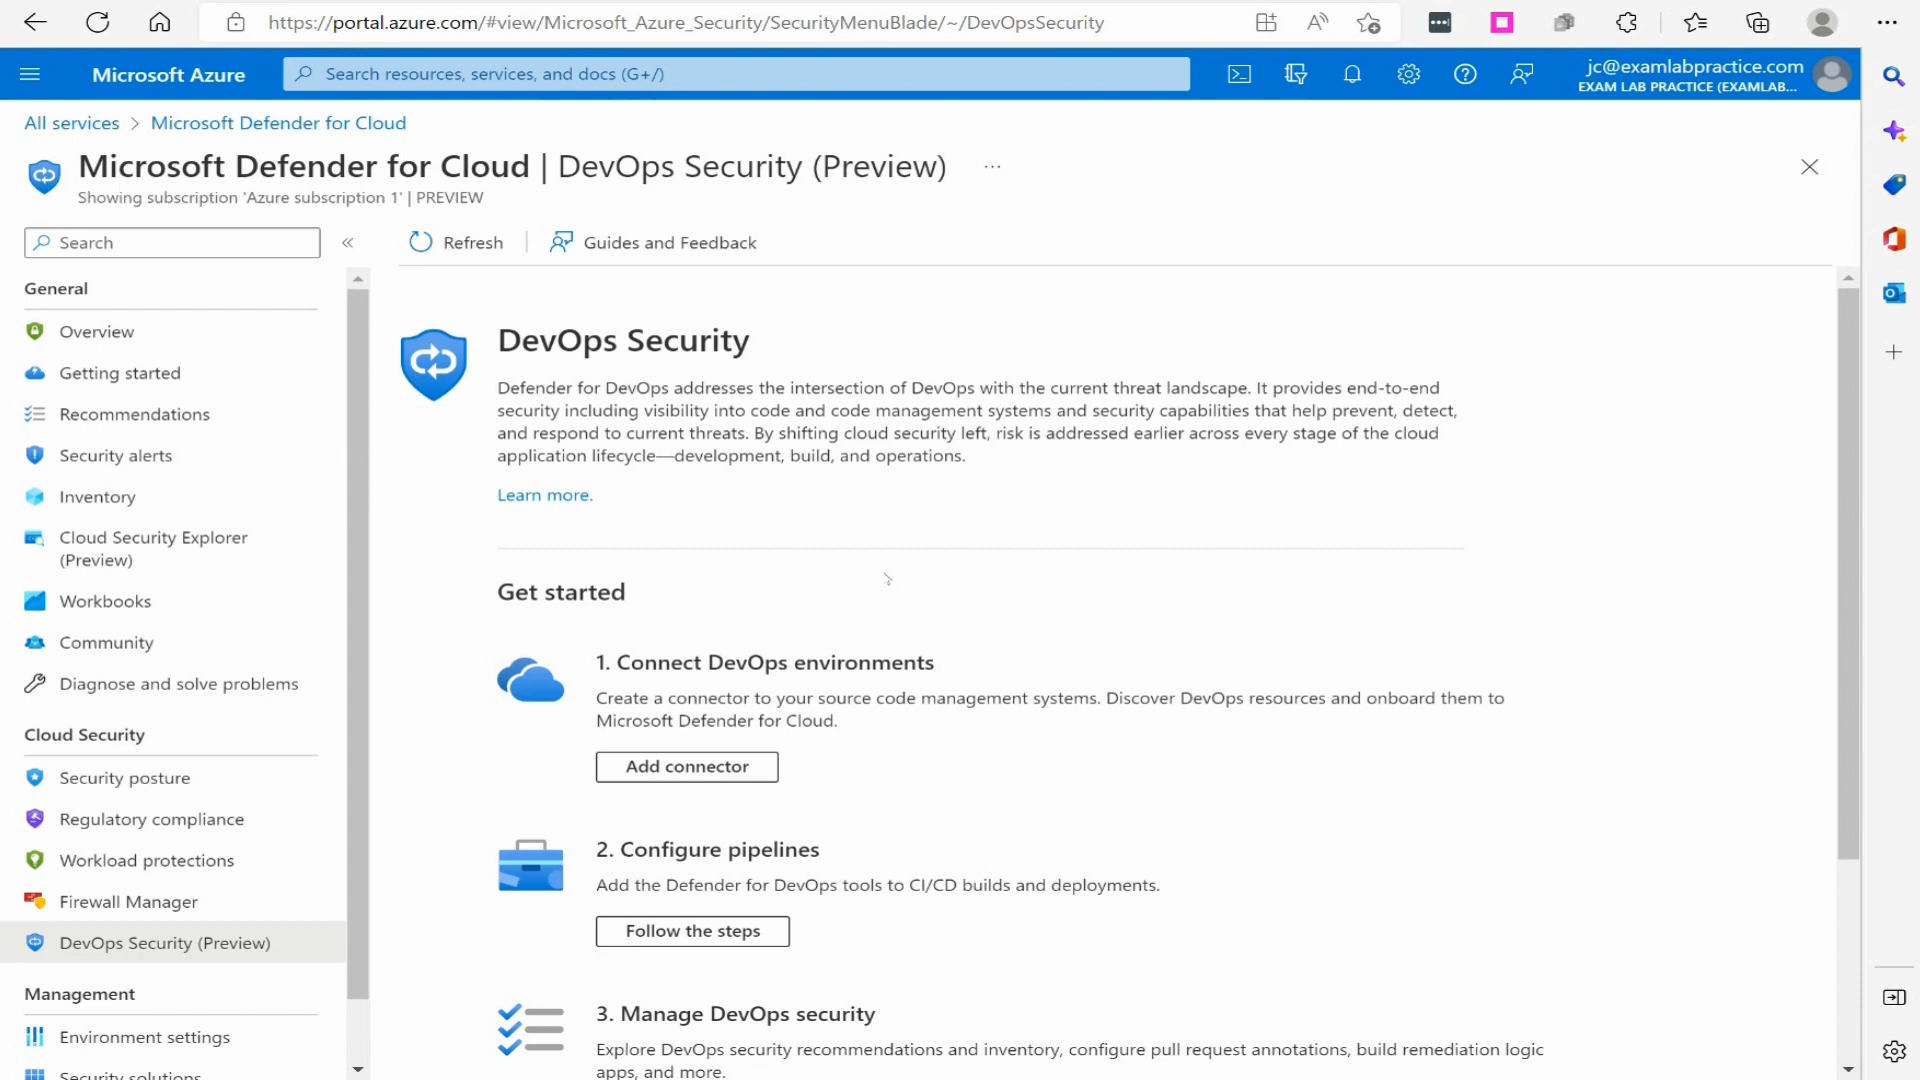 https://portal.azure.com/#view/Microsoft_Azure_Security/SecurityMenuBlade/~/DevOpsSecurity
Microsoft Azure
Search resources, services, and docs (G+/)
jc@examlabpractice.com
EXAM LAB PRACTICE (EXAMLAB...
All services > Microsoft Defender for Cloud
Microsoft Defender for Cloud | DevOps Security (Preview) ...
Showing subscription 'Azure subscription 1' | PREVIEW
Search
«
Refresh
Guides and Feedback
General
Overview
Getting started
Recommendations
Security alerts
Inventory
Cloud Security Explorer
(Preview)
Workbooks
Community
Diagnose and solve problems
Cloud Security
Security posture
Regulatory compliance
Workload protections
Firewall Manager
DevOps Security (Preview)
Management
Environment settings
Security solutions
DevOps Security
Defender for DevOps addresses the intersection of DevOps with the current threat landscape. It provides end-to-end
security including visibility into code and code management systems and security capabilities that help prevent, detect,
and respond to current threats. By shifting cloud security left, risk is addressed earlier across every stage of the cloud
application lifecycle—development, build, and operations.
Learn more.
Get started
1. Connect DevOps environments
Create a connector to your source code management systems. Discover DevOps resources and onboard them to
Microsoft Defender for Cloud.
Add connector
2. Configure pipelines
Add the Defender for DevOps tools to CI/CD builds and deployments.
Follow the steps
3. Manage DevOps security
Explore DevOps security recommendations and inventory, configure pull request annotations, build remediation logic
apps, and more.